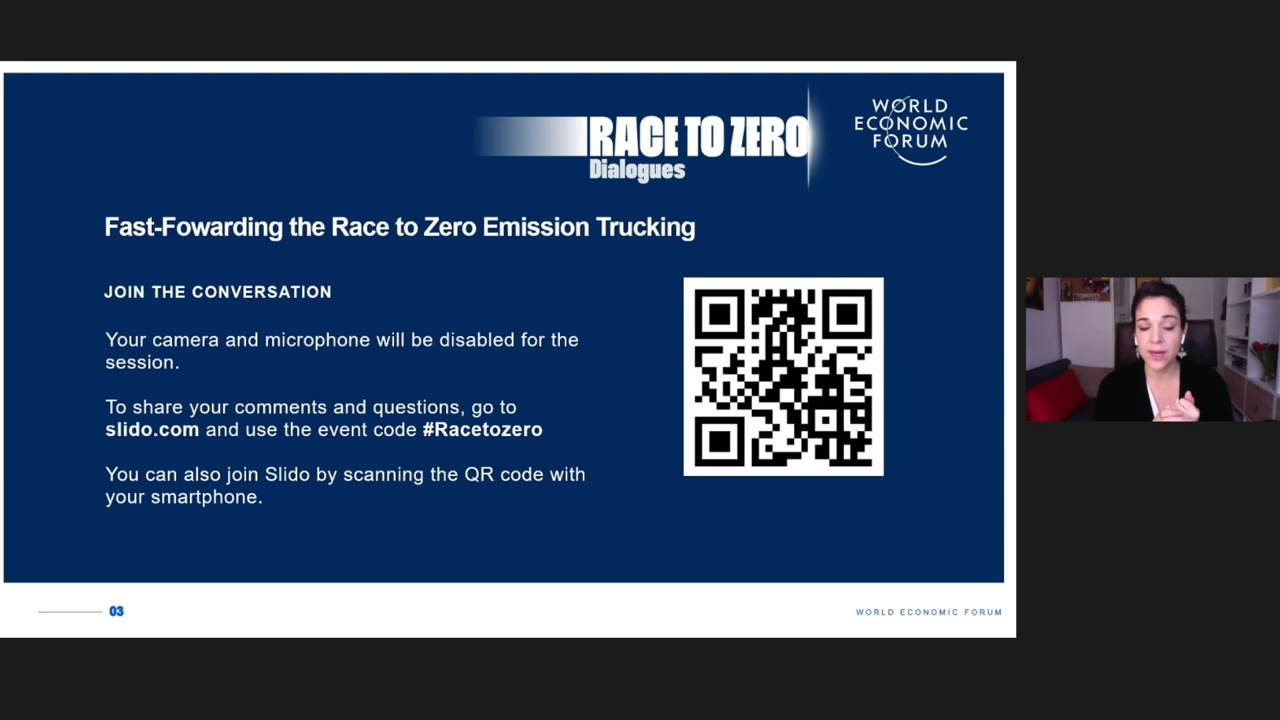 RACE TO ZERO
Dialogues
WORLD
ECONOMIC
FORUM
Fast-Fowarding the Race to Zero Emission Trucking
JOIN THE CONVERSATION
Your camera and microphone will be disabled for the
session.
To share your comments and questions, go to
slido.com and use the event code #Racetozero
You can also join Slido by scanning the QR code with
your smartphone.
03
WORLD ECONOMIC FORUM